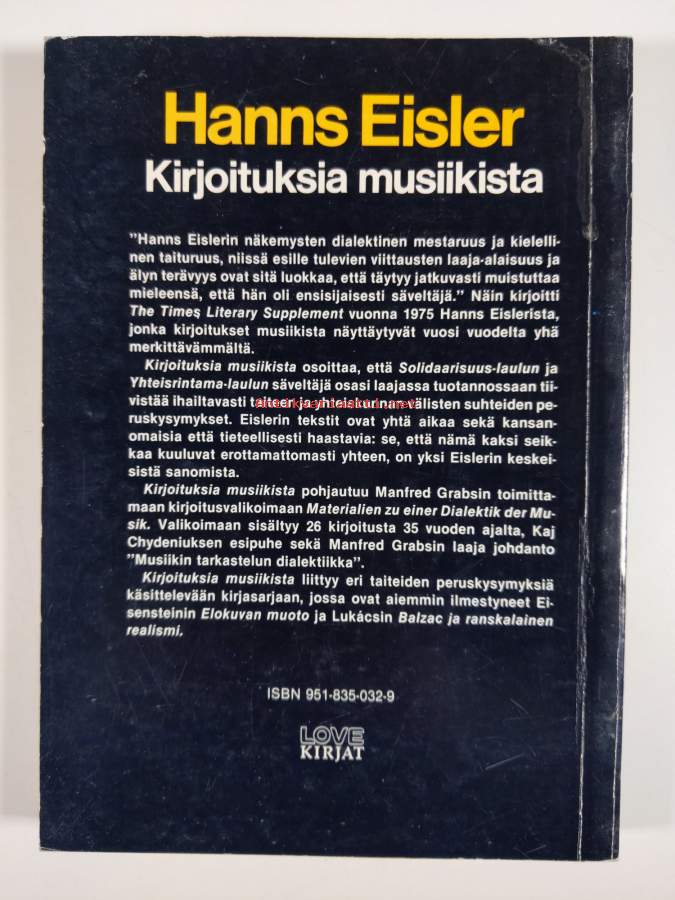 Hanns Eisler
Kirjoituksia musiikista
"Hanns Eislerin näkemysten dialektinen mestaruus ja kielelli-
nen taituruus, niissä esille tulevien viittausten laaja-alaisuus ja
älyn terävyys ovat sitä luokkaa, että täytyy jatkuvasti muistuttaa
mieleensä, että hän oli ensisijaisesti säveltäjä." Näin kirjoitti
The Times Literary Supplement vuonna 1975 Hanns Eislerista,
jonka kirjoitukset musiikista näyttäytyvät vuosi vuodelta yhä
merkittävämmältä.
Kirjoituksia musiikista osoittaa, että Solidaarisuus-laulun ja
Yhteisrintama-laulun säveltäjä osasi laajassa tuotannossaan tii-
vistää ihailtavasti taiteen ja yhteiskunnan välisten suhteiden pe-
Antikvariaatti.net
ruskysymykset. Eislerin tekstit ovat yhtä aikaa sekä kansan-
omaisia että tieteellisesti haastavia: se, että nämä kaksi seik-
kaa kuuluvat erottamattomasti yhteen, on yksi Eislerin keskei-
sistä sanomista.
Kirjoituksia musiikista pohjautuu Manfred Grabsin toimitta-
maan kirjoitusvalikoimaan Materialien zu einer Dialektik der Mu-
sik. Valikoimaan sisältyy 26 kirjoitusta 35 vuoden ajalta, Kaj
Chydeniuksen esipuhe sekä Manfred Grabsin laaja johdanto
"Musiikin tarkastelun dialektiikka".
Kirjoituksia musiikista liittyy eri taiteiden peruskysymyksiä
käsittelevään kirjasarjaan, jossa ovat aiemmin ilmestyneet Ei-
sensteinin Elokuvan muoto ja Lukácsin Balzac ja ranskalainen
realismi.
ISBN 951-835-032-9
LOVE
KIRJAT